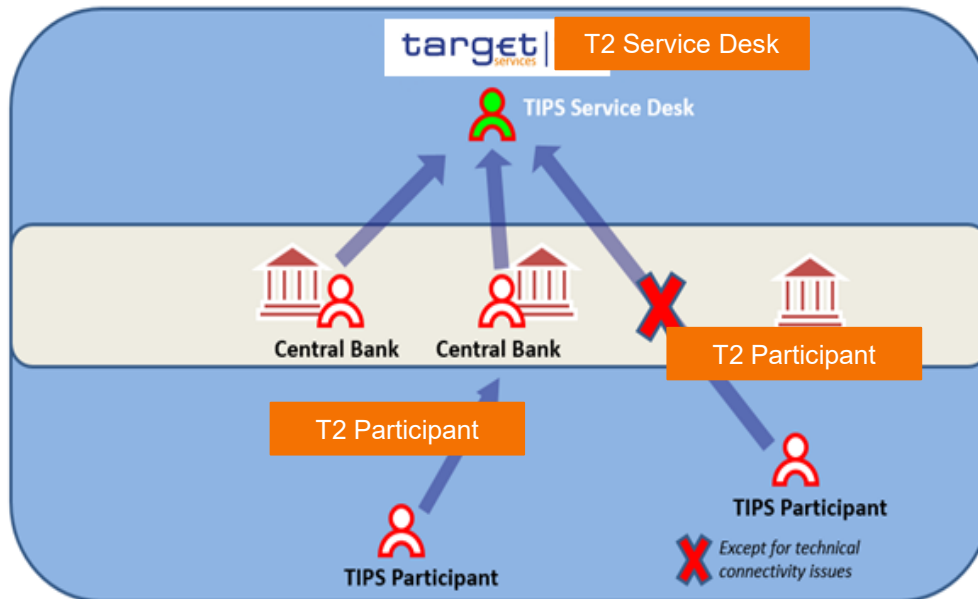 target
services
T2 Service Desk
TIPS Service Desk
Central Bank
Central Bank
T2 Participant
T2 Participant
TIPS Participant
TIPS Participant
Except for technical
connectivity issues